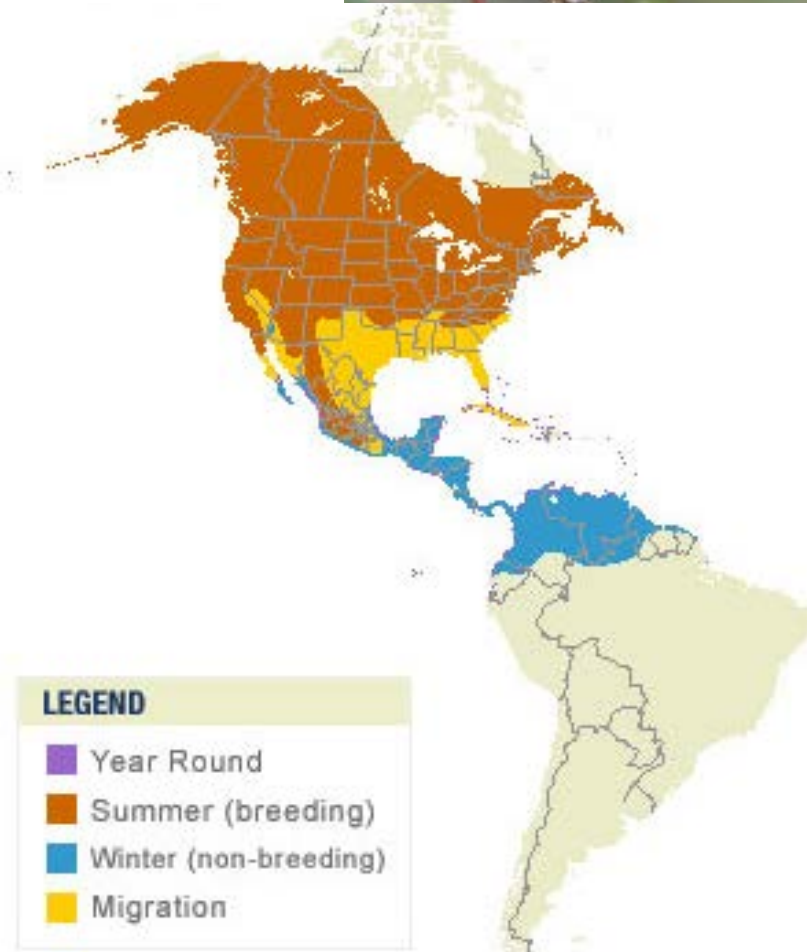 LEGEND
Year Round
Summer (breeding)
Winter (non-breeding)
Migration